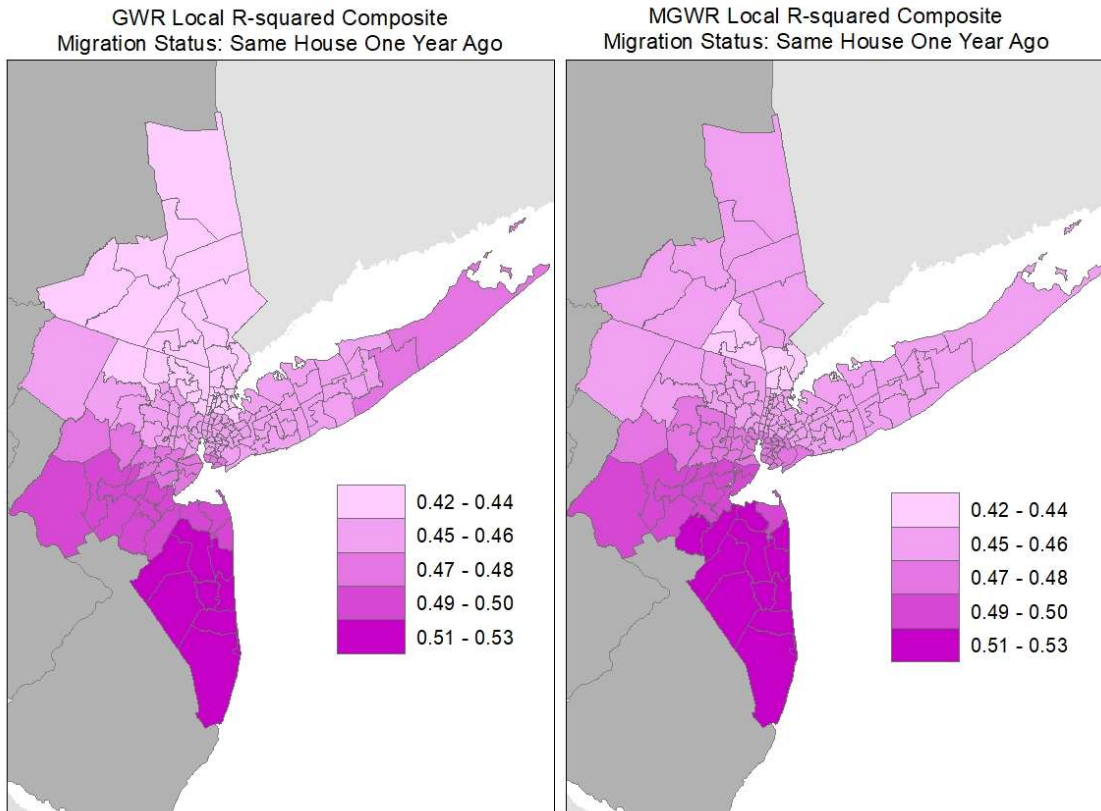 GWR Local R-squared Composite
Migration Status: Same House One Year Ago
0.42 - 0.44
0.45 - 0.46
0.47 - 0.48
0.49 - 0.50
0.51 - 0.53
MGWR Local R-squared Composite
Migration Status: Same House One Year Ago
0.42 - 0.44
0.45 - 0.46
0.47 - 0.48
0.49 - 0.50
0.51 - 0.53